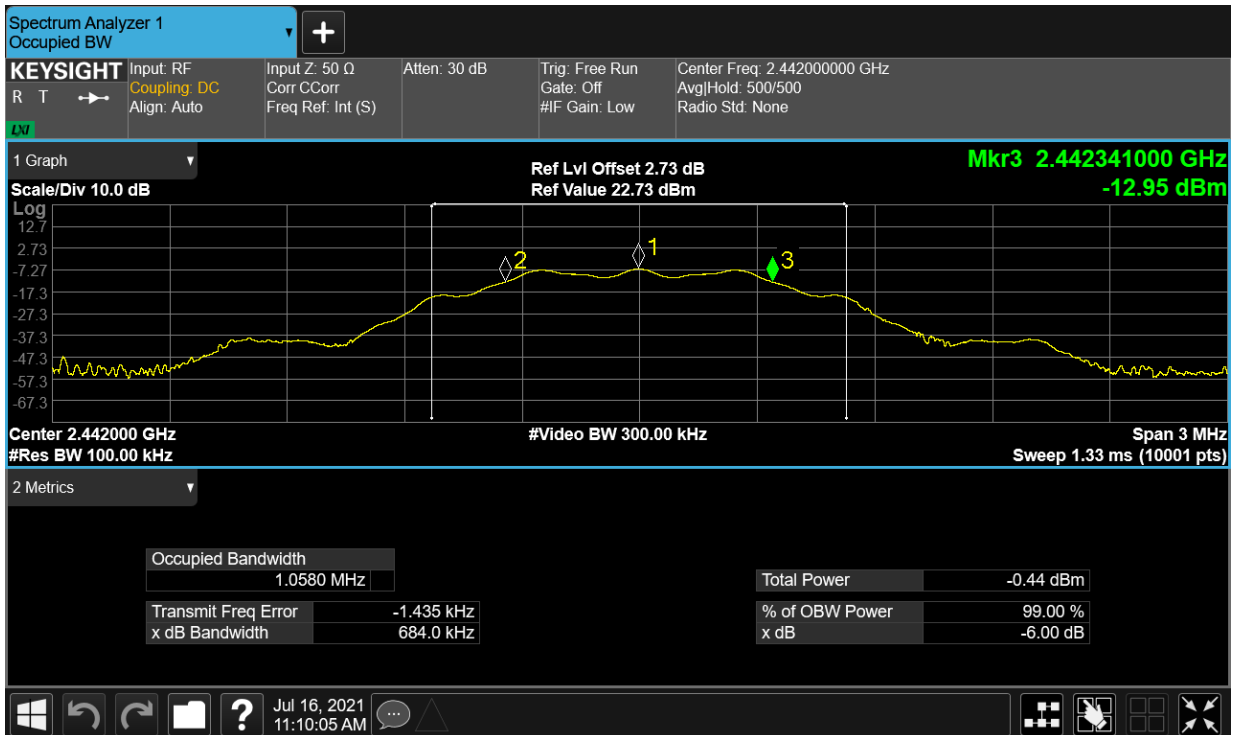 Spectrum Analyzer 1
Occupied BW
KEYSIGHT
R T
LXI
Input: RF
Coupling: DC
Align: Auto
Input Z: 50 Ω
Corr CCorr
Freq Ref: Int (S)
Atten: 30 dB
Trig: Free Run
Gate: Off
#IF Gain: Low
Center Freq: 2.442000000 GHz
Avg|Hold: 500/500
Radio Std: None
1 Graph
Scale/Div 10.0 dB
Ref Lvl Offset 2.73 dB
Ref Value 22.73 dBm
Mkr3 2.442341000 GHz
-12.95 dBm
Log
12.7
2.73
-7.27
-17.3
-27.3
-37.3
-47.3
-57.3
-67.3
2
1
3
Center 2.442000 GHz
#Video BW 300.00 kHz
Span 3 MHz
#Res BW 100.00 kHz
Sweep 1.33 ms (10001 pts)
2 Metrics
Occupied Bandwidth
1.0580 MHz
Total Power -0.44 dBm
Transmit Freq Error -1.435 kHz
% of OBW Power 99.00 %
x dB Bandwidth 684.0 kHz
x dB -6.00 dB
?
Jul 16, 2021
11:10:05 AM